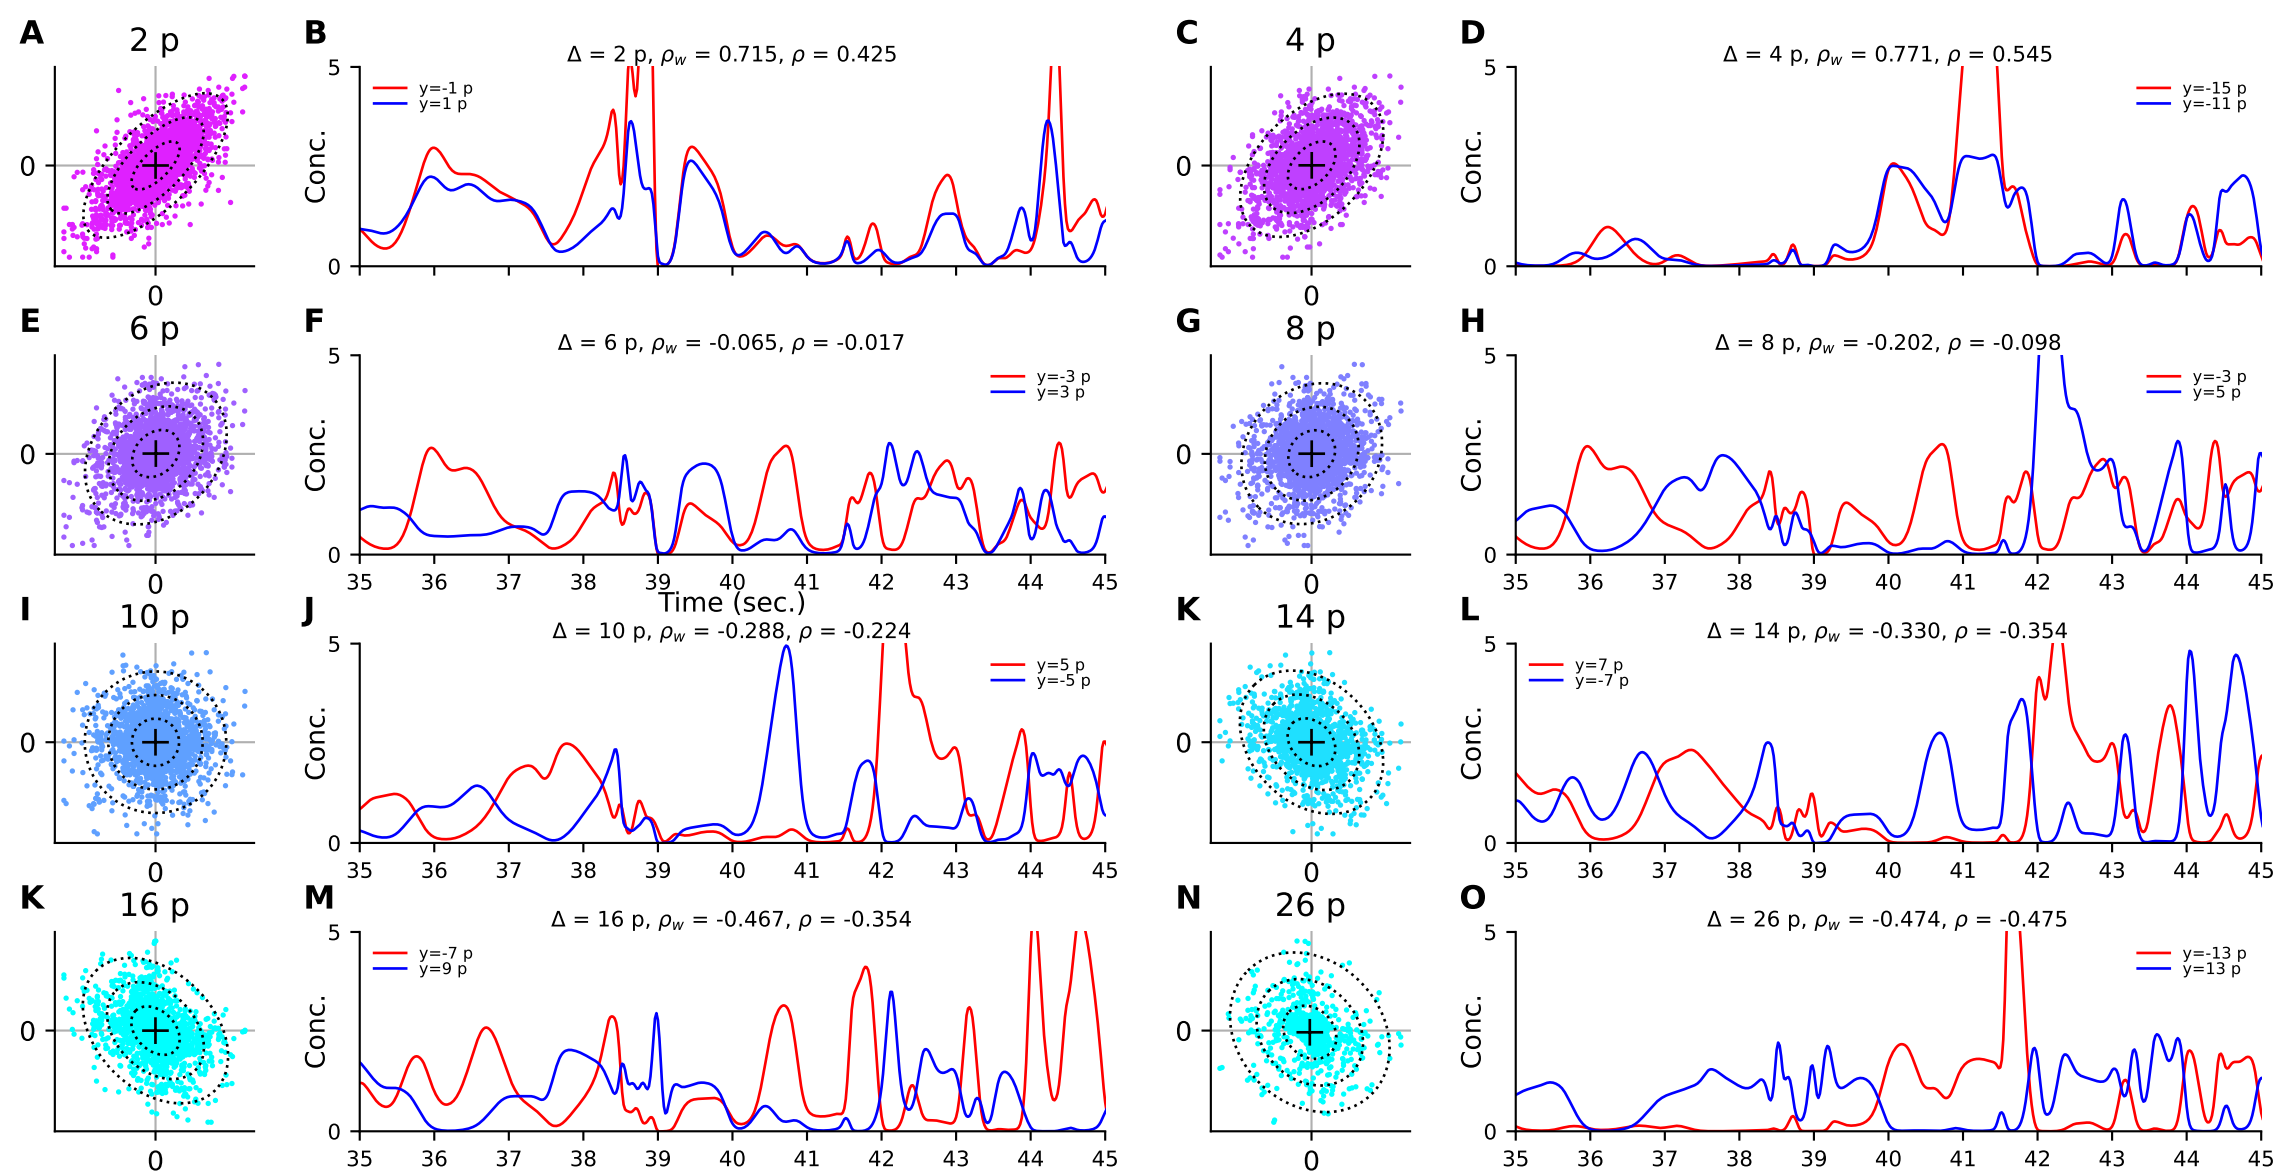 A
2 p
0
0
B
Δ = 2 p, ρw = 0.715, ρ = 0.425
Conc.
5
0
y=-1 p
y=1 p
C
4 p
0
0
D
Δ = 4 p, ρw = 0.771, ρ = 0.545
Conc.
5
0
y=-15 p
y=-11 p
E
6 p
0
0
F
Δ = 6 p, ρw = -0.065, ρ = -0.017
Conc.
5
0
y=-3 p
y=3 p
35 36 37 38 39 40 41 42 43 44 45
Time (sec.)
G
8 p
0
0
H
Δ = 8 p, ρw = -0.202, ρ = -0.098
Conc.
5
0
y=-3 p
y=5 p
35 36 37 38 39 40 41 42 43 44 45
I
10 p
0
0
J
Δ = 10 p, ρw = -0.288, ρ = -0.224
Conc.
5
0
y=5 p
y=-5 p
35 36 37 38 39 40 41 42 43 44 45
K
14 p
0
0
L
Δ = 14 p, ρw = -0.330, ρ = -0.354
Conc.
5
0
y=7 p
y=-7 p
35 36 37 38 39 40 41 42 43 44 45
K
16 p
0
0
M
Δ = 16 p, ρw = -0.467, ρ = -0.354
Conc.
5
0
y=-7 p
y=9 p
35 36 37 38 39 40 41 42 43 44 45
N
26 p
0
0
O
Δ = 26 p, ρw = -0.474, ρ = -0.475
Conc.
5
0
y=-13 p
y=13 p
35 36 37 38 39 40 41 42 43 44 45